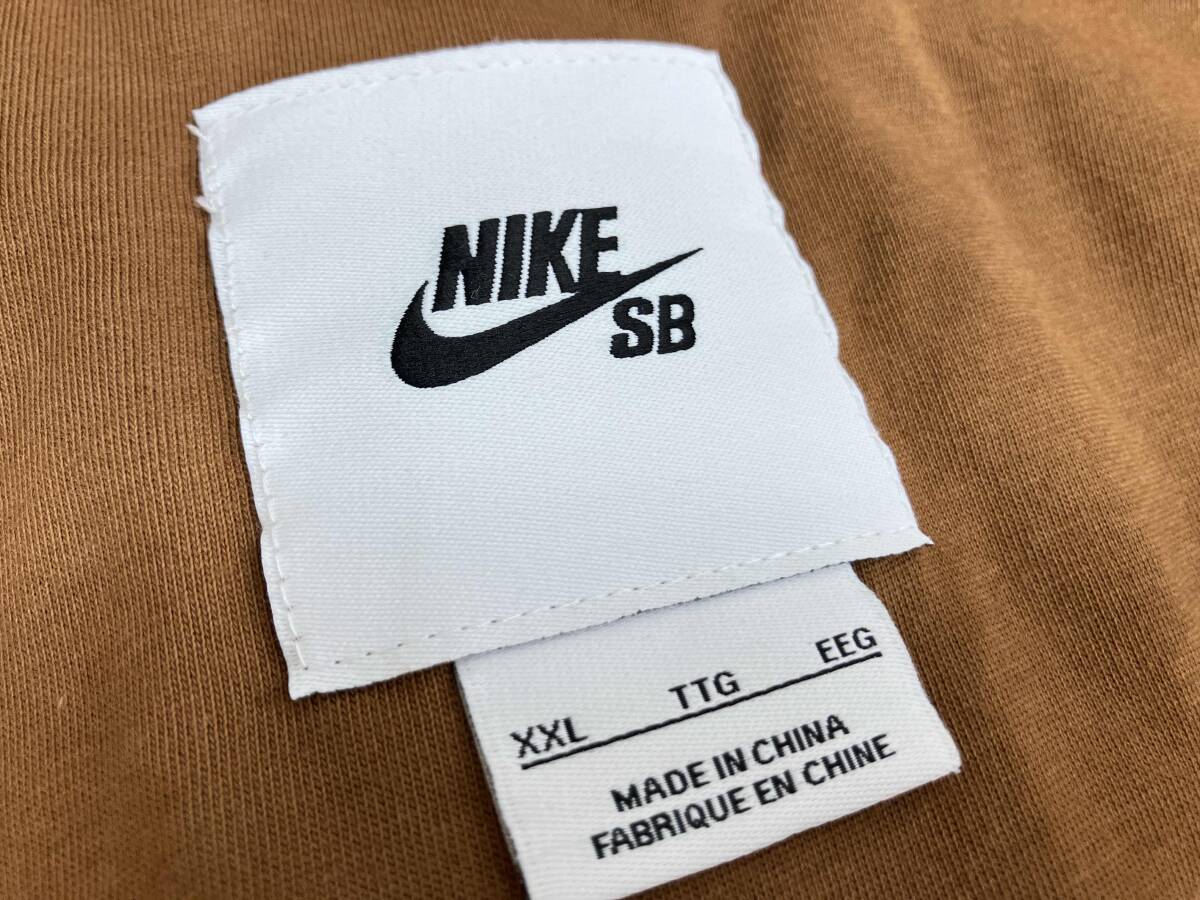 NIKE
SB
XXL TTG EEG
MADE IN CHINA
FABRIQUE EN CHINE